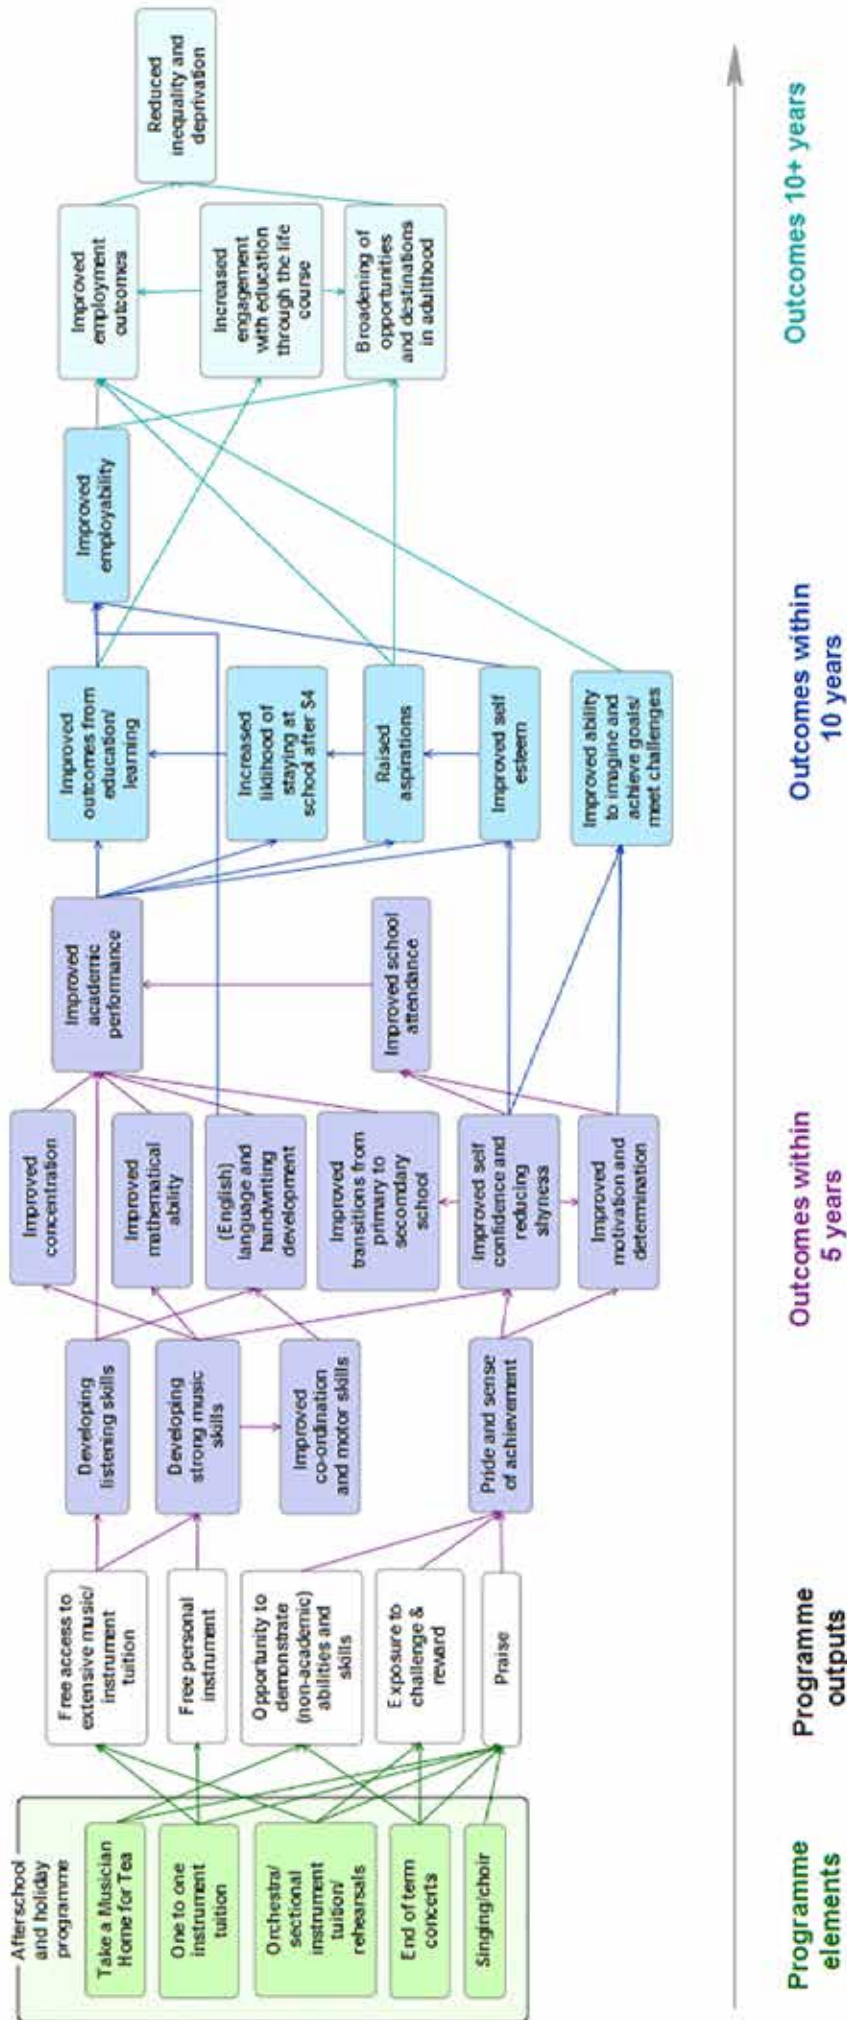 Afterschool
and holiday
programme
Take a Musician
Home for Tea
One to one
instrument
tuition
Orchestra/
sectional
instrument
tuition/
rehearsals
End of term
concerts
Singing/choir
Free access to
extensive music/
instrument
tuition
Free personal
instrument
Opportunity to
demonstrate
(non-academic)
abilities and
skills
Exposure to
challenge &
reward
Praise
Developing
listening skills
Developing
strong music
skills
Improved
co-ordination
and motor skills
Pride and sense
of achievement
Improved
concentration
Improved
mathematical
ability
(English)
language and
handwriting
development
Improved
transitions from
primary to
secomdary
school
Improved self
confidence and
reducing
shyness
Improved
motivation and
determination
Improved
academic
performance
Improved school
attendance
Improved
outcomes from
education/
learning
Increased
liklihood of
staying at
school after S4
Raised
aspirations
Improved self
esteem
Improved ability
to imagine and
achieve goals/
meet challenges
Improved
employability
Improved
employment
outcomes
Increased
engagement
with education
through the life
course
Broadening of
opportunities
and destinations
in adulthood
Reduced
inequality and
deprivation
Programme
elements
Programme
outputs
Outcomes within
5 years
Outcomes within
10 years
Outcomes 10+ years